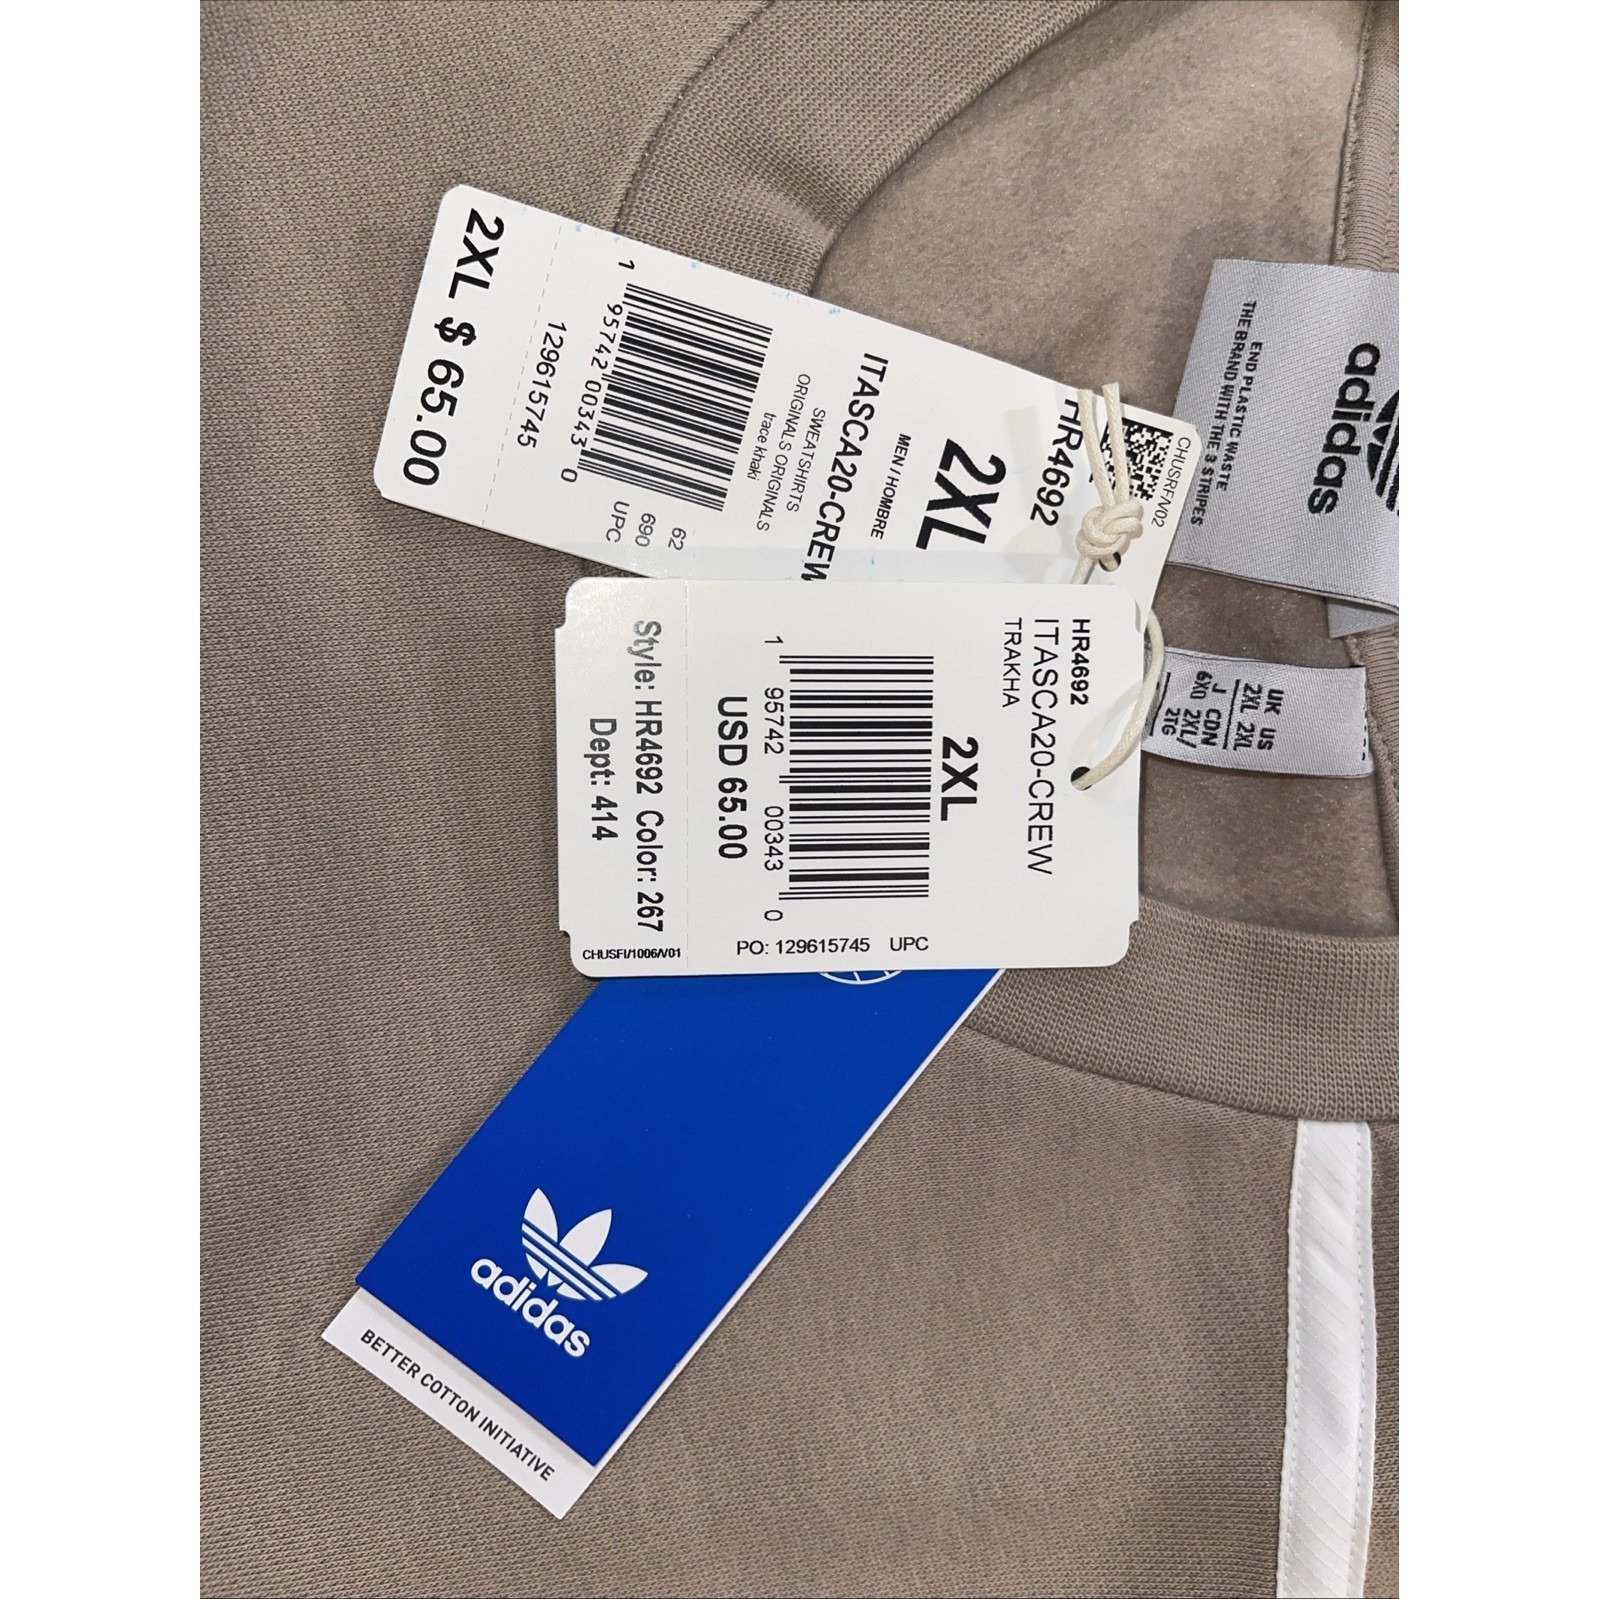 2XL $ 65.00
129615745
1 95742 00343 0
62
690
UPC
trace khaki
ORIGINALS ORIGINALS
SWEATSHIRTS
ITASCA20-CREW
MEN / HOMBRE
2XL
HR4692
CHUSRF/V02
HR4692
ITASCA20-CREW
TRAKHA
2XL
1 95742 00343 0
USD 65.00
PO: 129615745 UPC
Style: HR4692 Color: 267
Dept: 414
CHUSFI/1006/V01
adidas
BETTER COTTON INITIATIVE
adidas
END PLASTIC WASTE
THE BRAND WITH THE 3 STRIPES
UK US
2XL 2XL
J CDN
6XO 2XL/
2TG